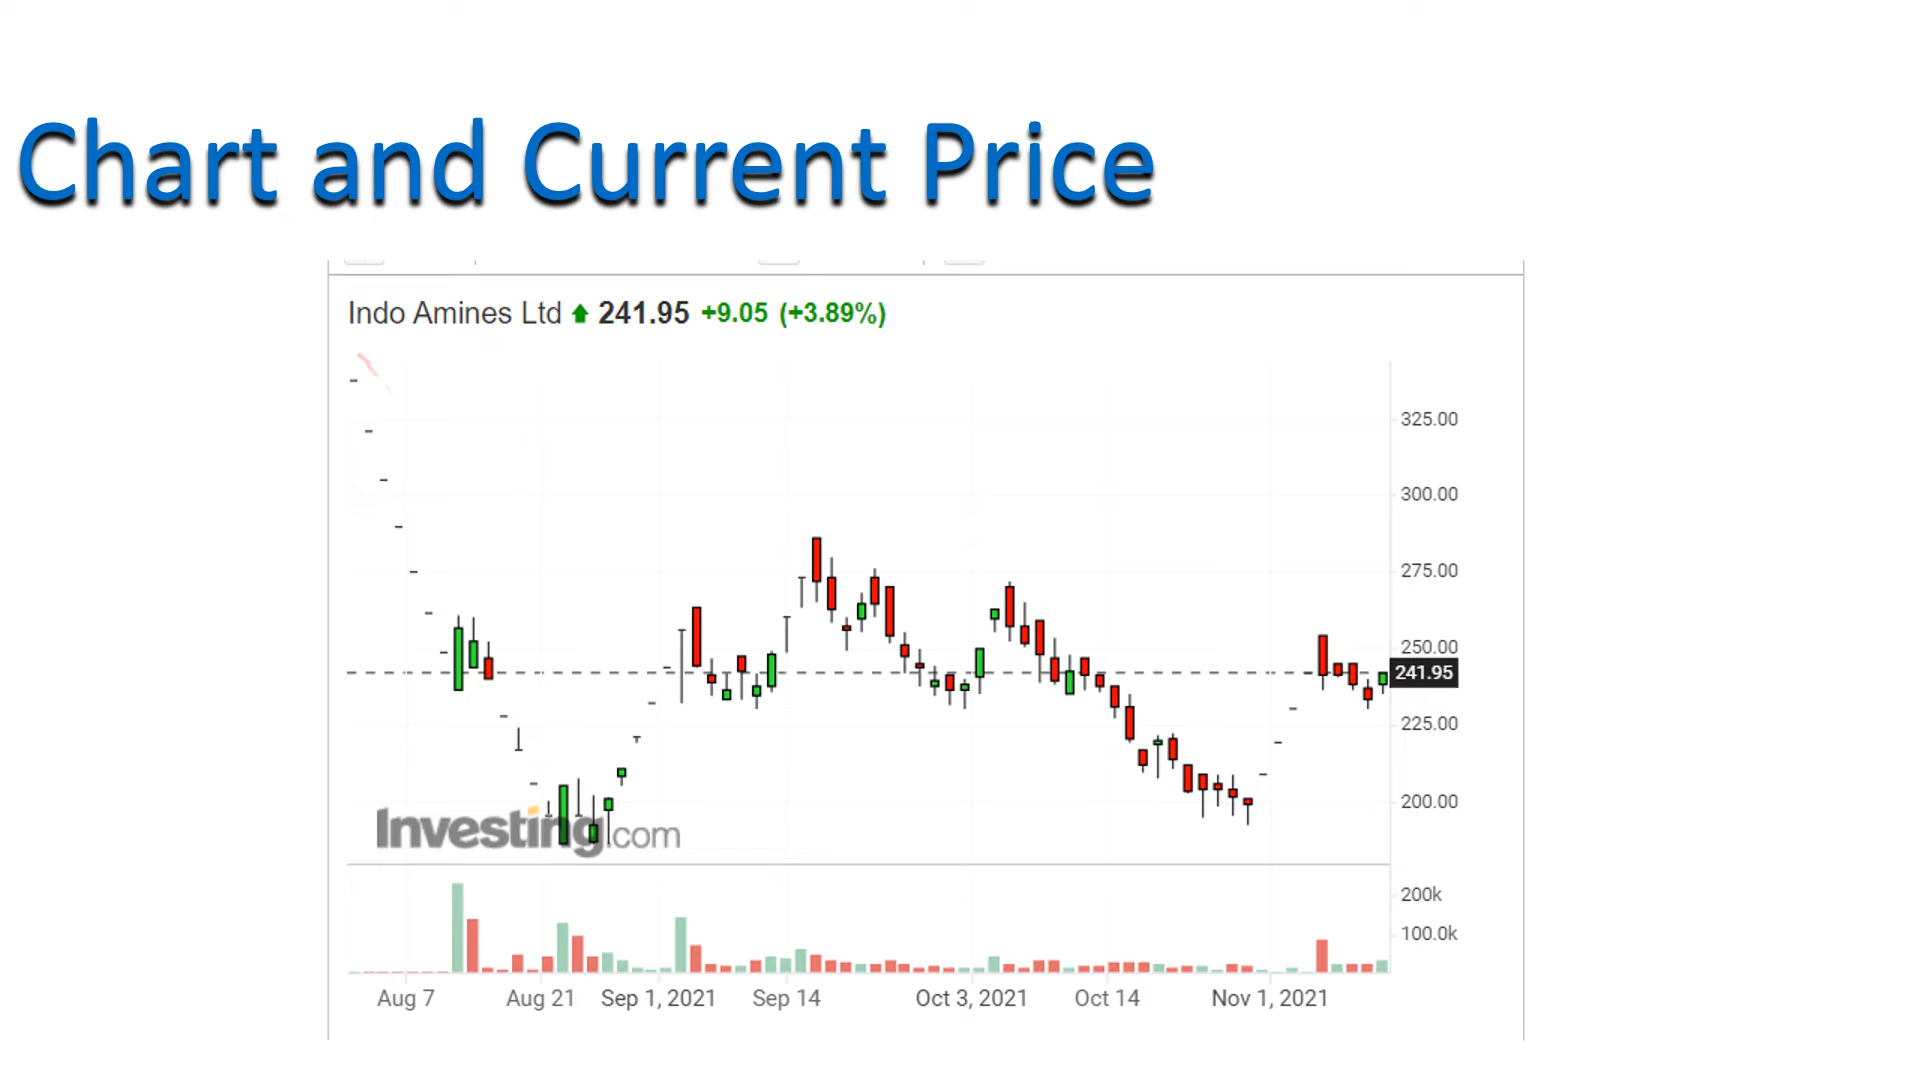 Chart and Current Price
Indo Amines Ltd 241.95 +9.05 (+3.89%)
325.00
300.00
275.00
250.00
241.95
225.00
200.00
Investing.com
200k
100.0k
Aug 7 Aug 21 Sep 1, 2021 Sep 14 Oct 3, 2021 Oct 14 Nov 1, 2021